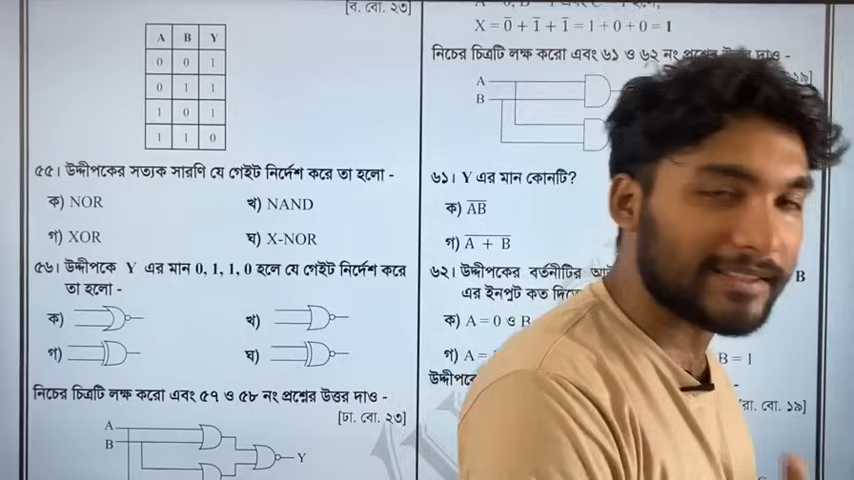 [ব. বো. ২৩]
A B Y
0 0 1
0 1 1
1 0 1
1 1 0
৫৫। উদ্দীপকের সত্যক সারণি যে গেইট নির্দেশ করে তা হলো -
ক) NOR
খ) NAND
গ) XOR
ঘ) X-NOR
৫৬। উদ্দীপকে Y এর মান 0, 1, 1, 0 হলে যে গেইট নির্দেশ করে
তা হলো -
ক)
খ)
গ)
ঘ)
নিচের চিত্রটি লক্ষ করো এবং ৫৭ ও ৫৮ নং প্রশ্নের উত্তর দাও -
[ঢা. বো. ২৩]
A
B
Y
X = 0̅ + 1̅ + 1̅ = 1 + 0 + 0 = 1
নিচের চিত্রটি লক্ষ করো এবং ৬১ ও ৬২ নং প্রশ্নের উত্তর দাও -
১৯]
A
B
৬১। Y এর মান কোনটি?
ক) A̅B̅
গ) A̅ ̅+̅ ̅B̅
৬২। উদ্দীপকের বর্তনীটির
B
এর ইনপুট কত
ক) A = 0 ও B
গ) A =
B = 1
[রা. বো. ১৯]